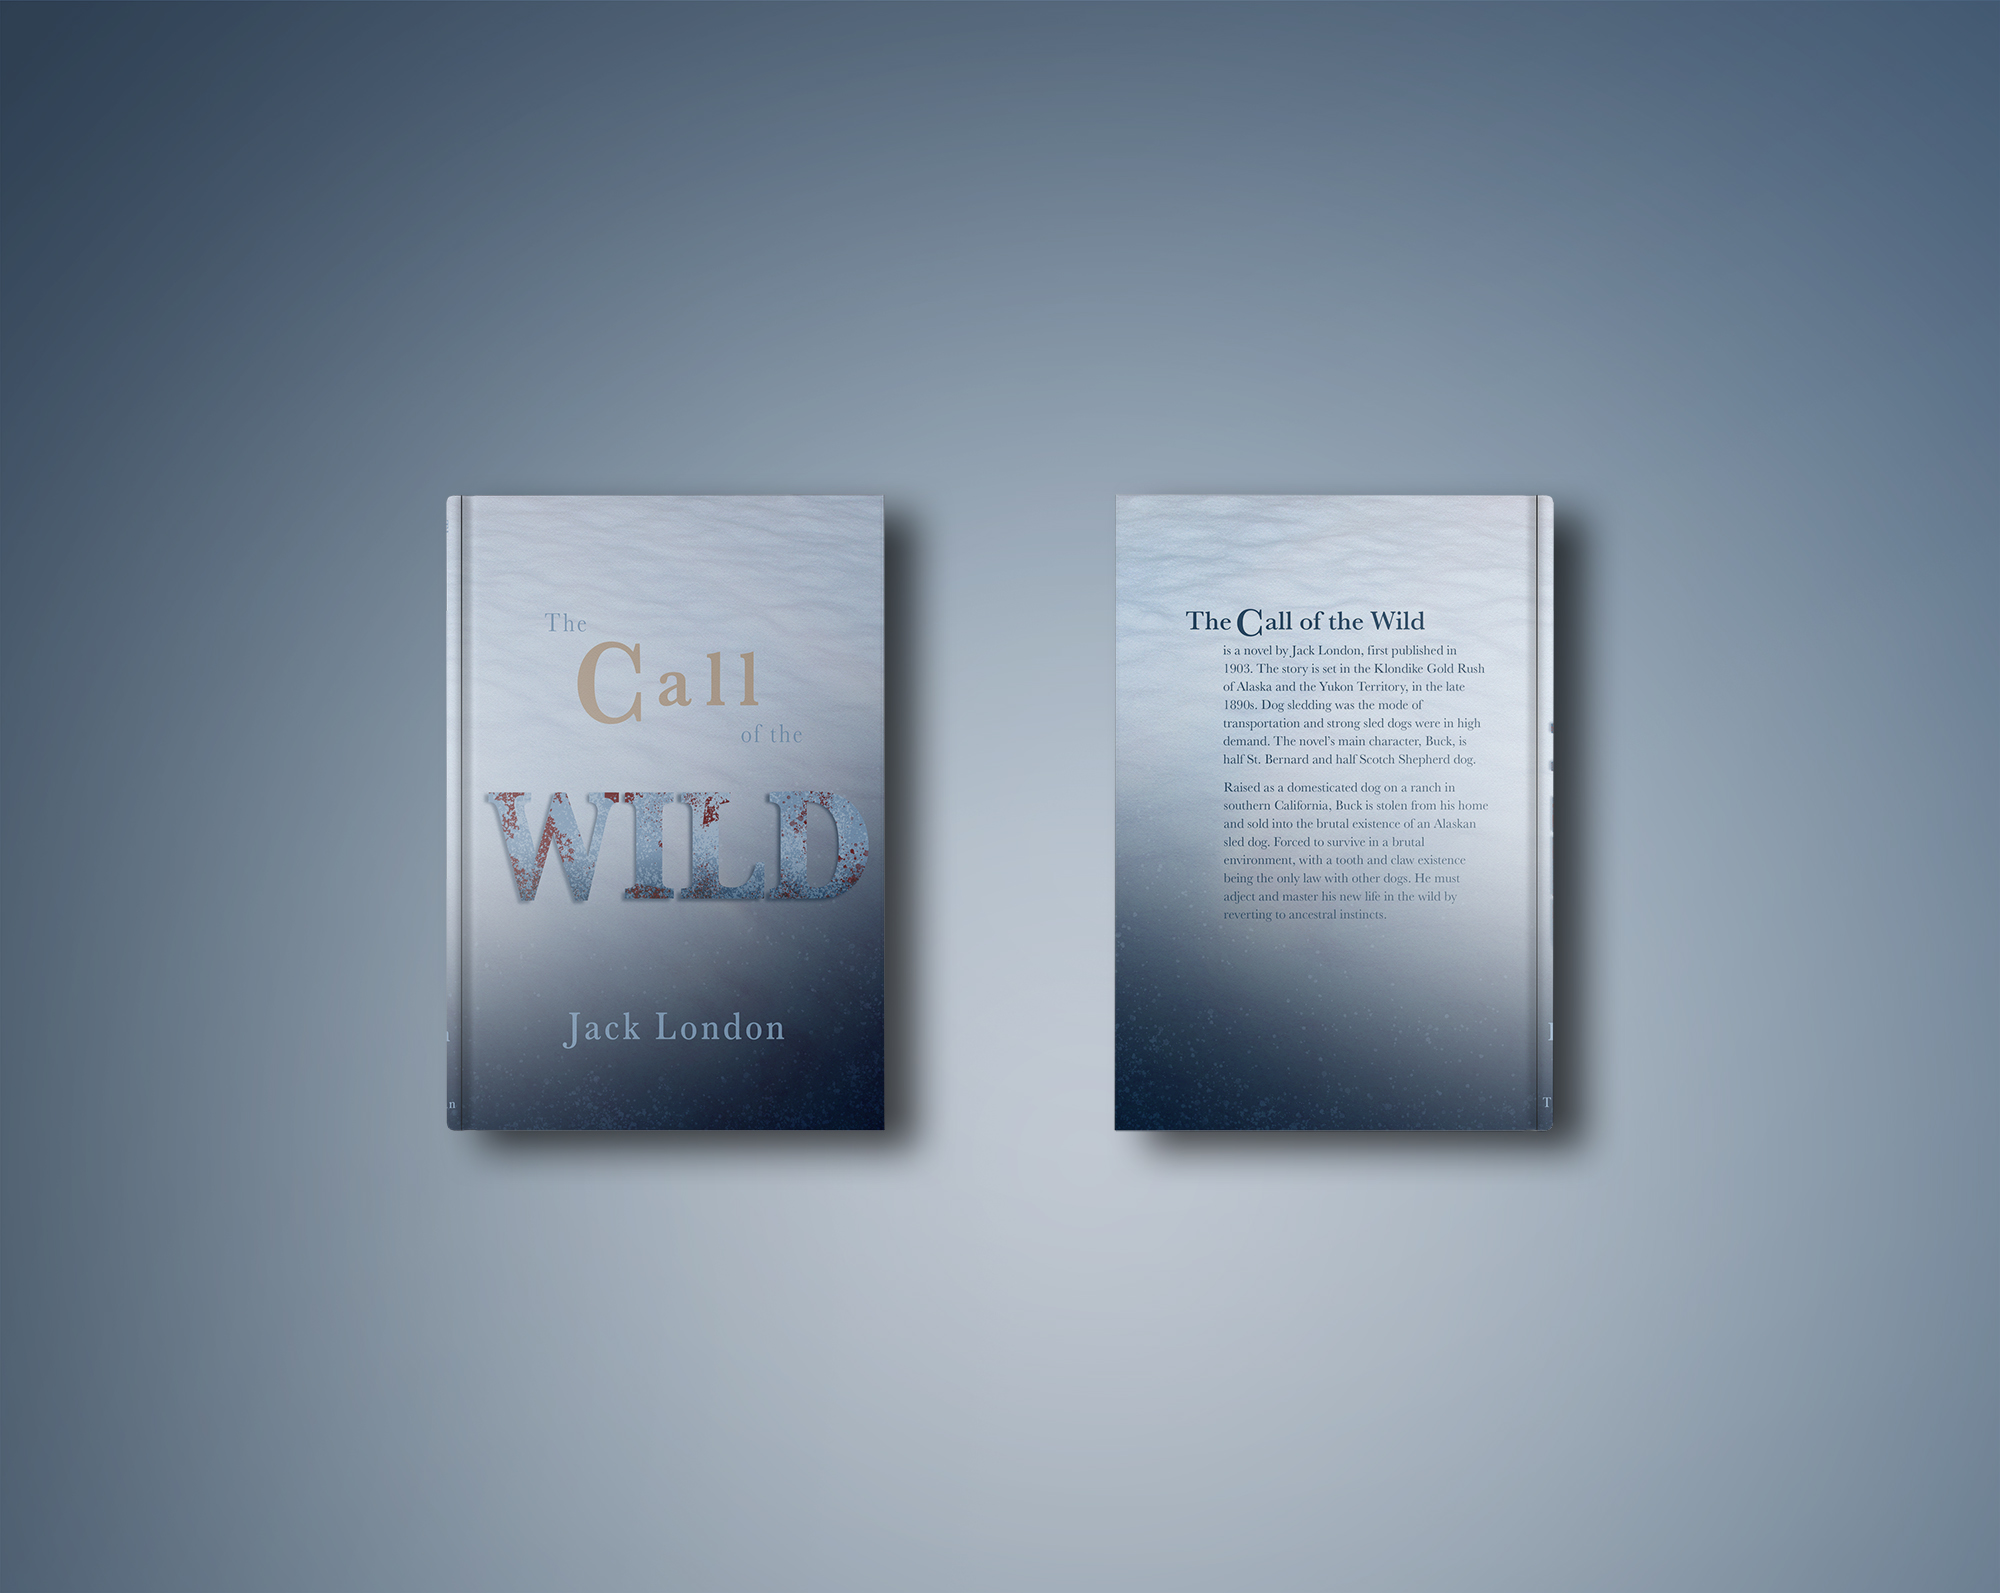 The
Call
of the
WILD
Jack London
n
The Call of the Wild
is a novel by Jack London, first published in
1903. The story is set in the Klondike Gold Rush
of Alaska and the Yukon Territory, in the late
1890s. Dog sledding was the mode of
transportation and strong sled dogs were in high
demand. The novel's main character, Buck, is
half St. Bernard and half Scotch Shepherd dog.
Raised as a domesticated dog on a ranch in
southern California, Buck is stolen from his home
and sold into the brutal existence of an Alaskan
sled dog. Forced to survive in a brutal
environment, with a tooth and claw existence
being the only law with other dogs. He must
adject and master his new life in the wild by
reverting to ancestral instincts.
T